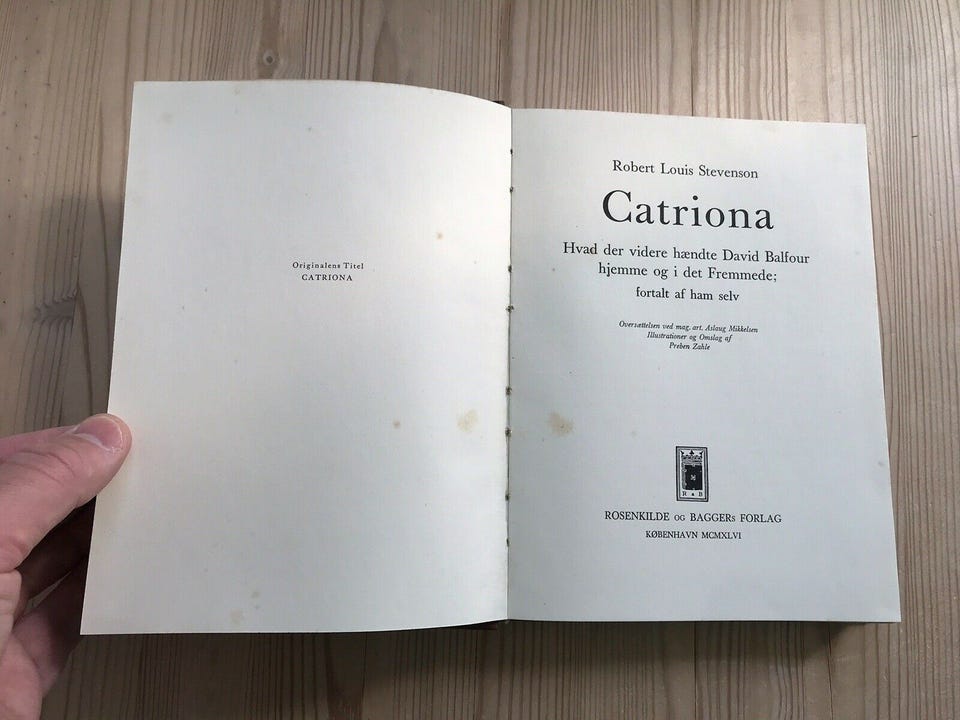 Originalens Titel
CATRIONA
Robert Louis Stevenson
Catriona
Hvad der videre hændte David Balfour
hjemme og i det Fremmede;
fortalt af ham selv
Oversættelsen ved mag. art. Aslaug Mikkelsen
Illustrationer og Omslag af
Preben Zahle
R & B
ROSENKILDE OG BAGGERS FORLAG
KØBENHAVN MCMXLVI